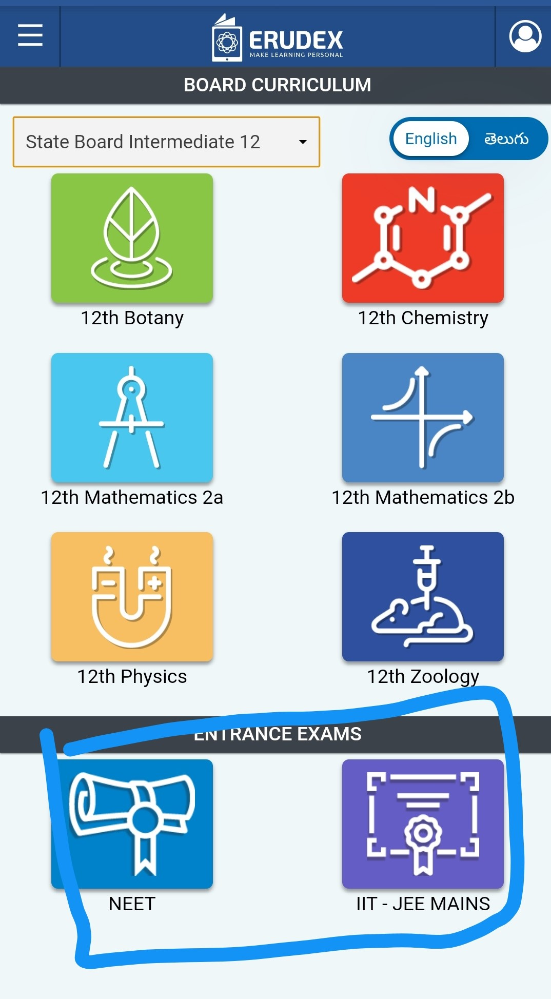 ERUDEX
MAKE LEARNING PERSONAL
BOARD CURRICULUM
State Board Intermediate 12
English తెలుగు
N
12th Botany 12th Chemistry
12th Mathematics 2a 12th Mathematics 2b
- +
12th Physics 12th Zoology
ENTRANCE EXAMS
NEET IIT - JEE MAINS